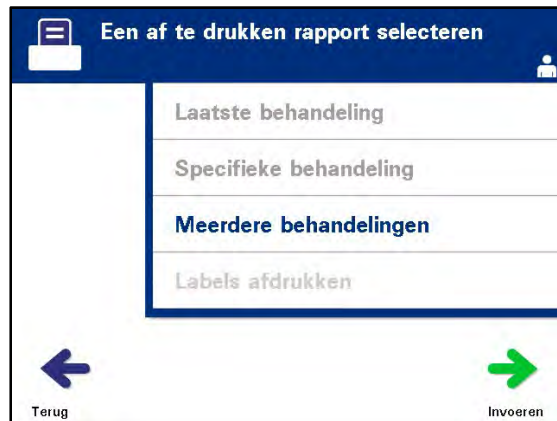 Een af te drukken rapport selecteren
Laatste behandeling
Specifieke behandeling
Meerdere behandelingen
Labels afdrukken
Terug
Invoeren